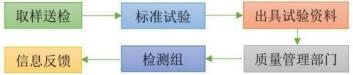 取样送检
标准试验
出具试验资料
质量管理部门
检测组
信息反馈